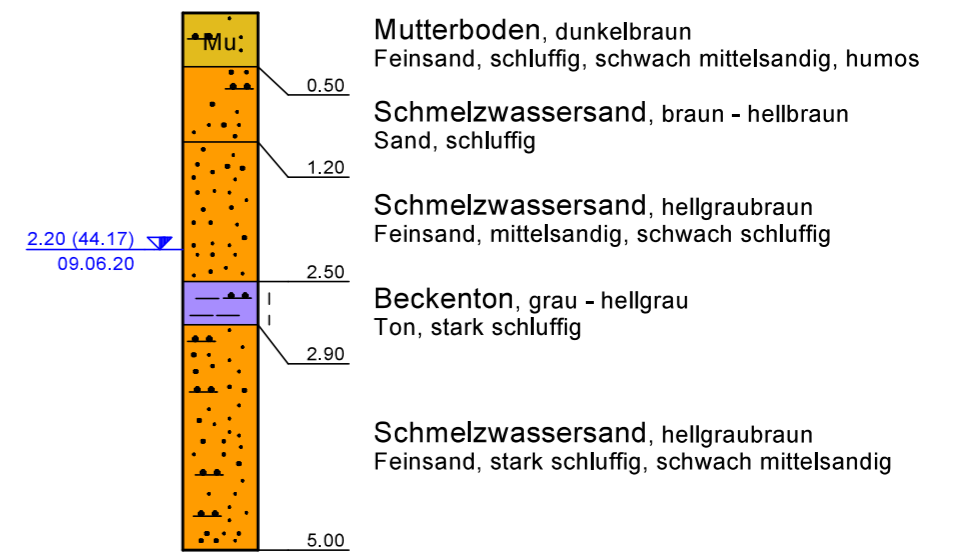 Mu
Mutterboden, dunkelbraun
Feinsand, schluffig, schwach mittelsandig, humos
0.50
Schmelzwassersand, braun - hellbraun
Sand, schluffig
1.20
Schmelzwassersand, hellgraubraun
Feinsand, mittelsandig, schwach schluffig
2.20 (44.17)
09.06.20
2.50
Beckenton, grau - hellgrau
Ton, stark schluffig
2.90
Schmelzwassersand, hellgraubraun
Feinsand, stark schluffig, schwach mittelsandig
5.00